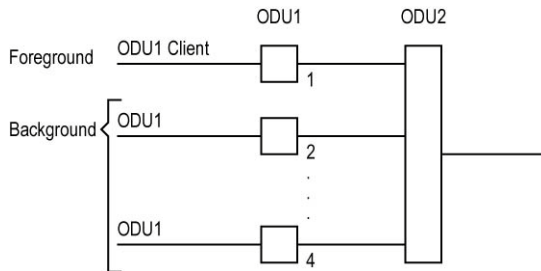 ODU1 ODU2
Foreground ODU1 Client
1
Background ODU1
2
.
.
.
ODU1
4